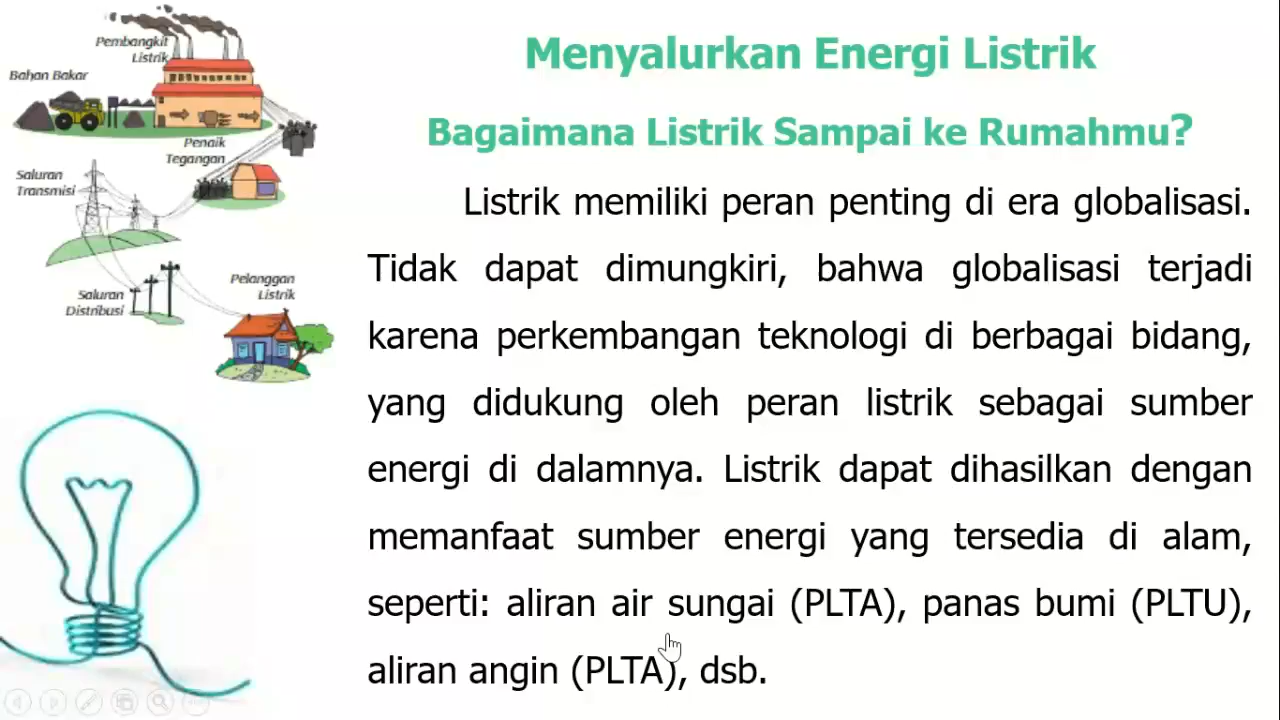 Menyalurkan Energi Listrik
Bagaimana Listrik Sampai ke Rumahmu?
Listrik memiliki peran penting di era globalisasi.
Tidak dapat dimungkiri, bahwa globalisasi terjadi
karena perkembangan teknologi di berbagai bidang,
yang didukung oleh peran listrik sebagai sumber
energi di dalamnya. Listrik dapat dihasilkan dengan
memanfaat sumber energi yang tersedia di alam,
seperti: aliran air sungai (PLTA), panas bumi (PLTU),
aliran angin (PLTA), dsb.
Pembangkit
Listrik
Bahan Bakar
Penaik
Tegangan
Saluran
Transmisi
Pelanggan
Listrik
Saluran
Distribusi